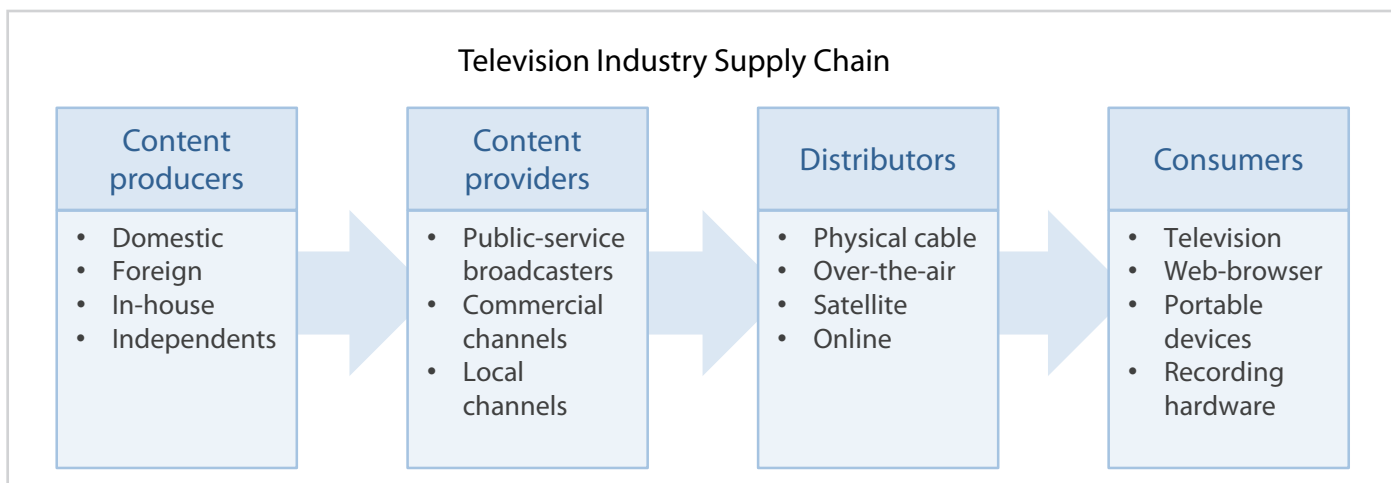 Television Industry Supply Chain
Content
producers
• Domestic
• Foreign
• In-house
• Independents
Content
providers
• Public-service
broadcasters
• Commercial
channels
• Local
channels
Distributors
• Physical cable
• Over-the-air
• Satellite
• Online
Consumers
• Television
• Web-browser
• Portable
devices
• Recording
hardware